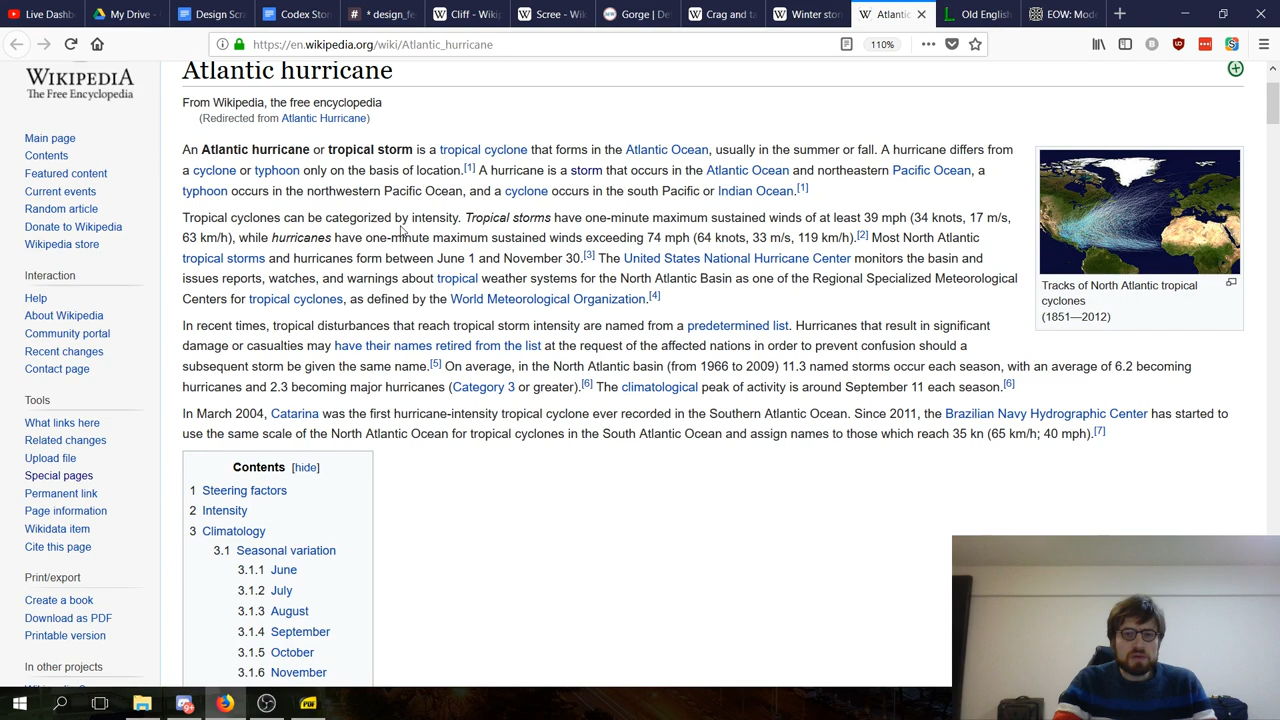 Live Dashb
My Drive -
Design Scra
Codex Stor
* design_fe
Cliff - Wikip
Scree - Wik
Gorge | De
Crag and ta
Winter stor
Atlantic
Old English
EOW: Mode
https://en.wikipedia.org/wiki/Atlantic_hurricane
110%
WIKIPEDIA
The Free Encyclopedia
Main page
Contents
Featured content
Current events
Random article
Donate to Wikipedia
Wikipedia store
Interaction
Help
About Wikipedia
Community portal
Recent changes
Contact page
Tools
What links here
Related changes
Upload file
Special pages
Permanent link
Page information
Wikidata item
Cite this page
Print/export
Create a book
Download as PDF
Printable version
In other projects
Atlantic hurricane
From Wikipedia, the free encyclopedia
(Redirected from Atlantic Hurricane)
An Atlantic hurricane or tropical storm is a tropical cyclone that forms in the Atlantic Ocean, usually in the summer or fall. A hurricane differs from
a cyclone or typhoon only on the basis of location.[1] A hurricane is a storm that occurs in the Atlantic Ocean and northeastern Pacific Ocean, a
typhoon occurs in the northwestern Pacific Ocean, and a cyclone occurs in the south Pacific or Indian Ocean.[1]
Tropical cyclones can be categorized by intensity. Tropical storms have one-minute maximum sustained winds of at least 39 mph (34 knots, 17 m/s,
63 km/h), while hurricanes have one-minute maximum sustained winds exceeding 74 mph (64 knots, 33 m/s, 119 km/h).[2] Most North Atlantic
tropical storms and hurricanes form between June 1 and November 30.[3] The United States National Hurricane Center monitors the basin and
issues reports, watches, and warnings about tropical weather systems for the North Atlantic Basin as one of the Regional Specialized Meteorological
Centers for tropical cyclones, as defined by the World Meteorological Organization.[4]
In recent times, tropical disturbances that reach tropical storm intensity are named from a predetermined list. Hurricanes that result in significant
damage or casualties may have their names retired from the list at the request of the affected nations in order to prevent confusion should a
subsequent storm be given the same name.[5] On average, in the North Atlantic basin (from 1966 to 2009) 11.3 named storms occur each season, with an average of 6.2 becoming
hurricanes and 2.3 becoming major hurricanes (Category 3 or greater).[6] The climatological peak of activity is around September 11 each season.[6]
In March 2004, Catarina was the first hurricane-intensity tropical cyclone ever recorded in the Southern Atlantic Ocean. Since 2011, the Brazilian Navy Hydrographic Center has started to
use the same scale of the North Atlantic Ocean for tropical cyclones in the South Atlantic Ocean and assign names to those which reach 35 kn (65 km/h; 40 mph).[7]
Tracks of North Atlantic tropical
cyclones
(1851—2012)
Contents [hide]
1 Steering factors
2 Intensity
3 Climatology
3.1 Seasonal variation
3.1.1 June
3.1.2 July
3.1.3 August
3.1.4 September
3.1.5 October
3.1.6 November